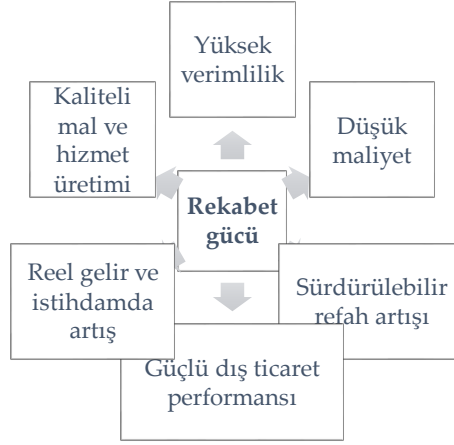 Yüksek
verimlilik
Kaliteli
mal ve
hizmet
üretimi
Düşük
maliyet
Rekabet
gücü
Reel gelir ve
istihdamda
artış
Sürdürülebilir
refah artışı
Güçlü dış ticaret
performansı